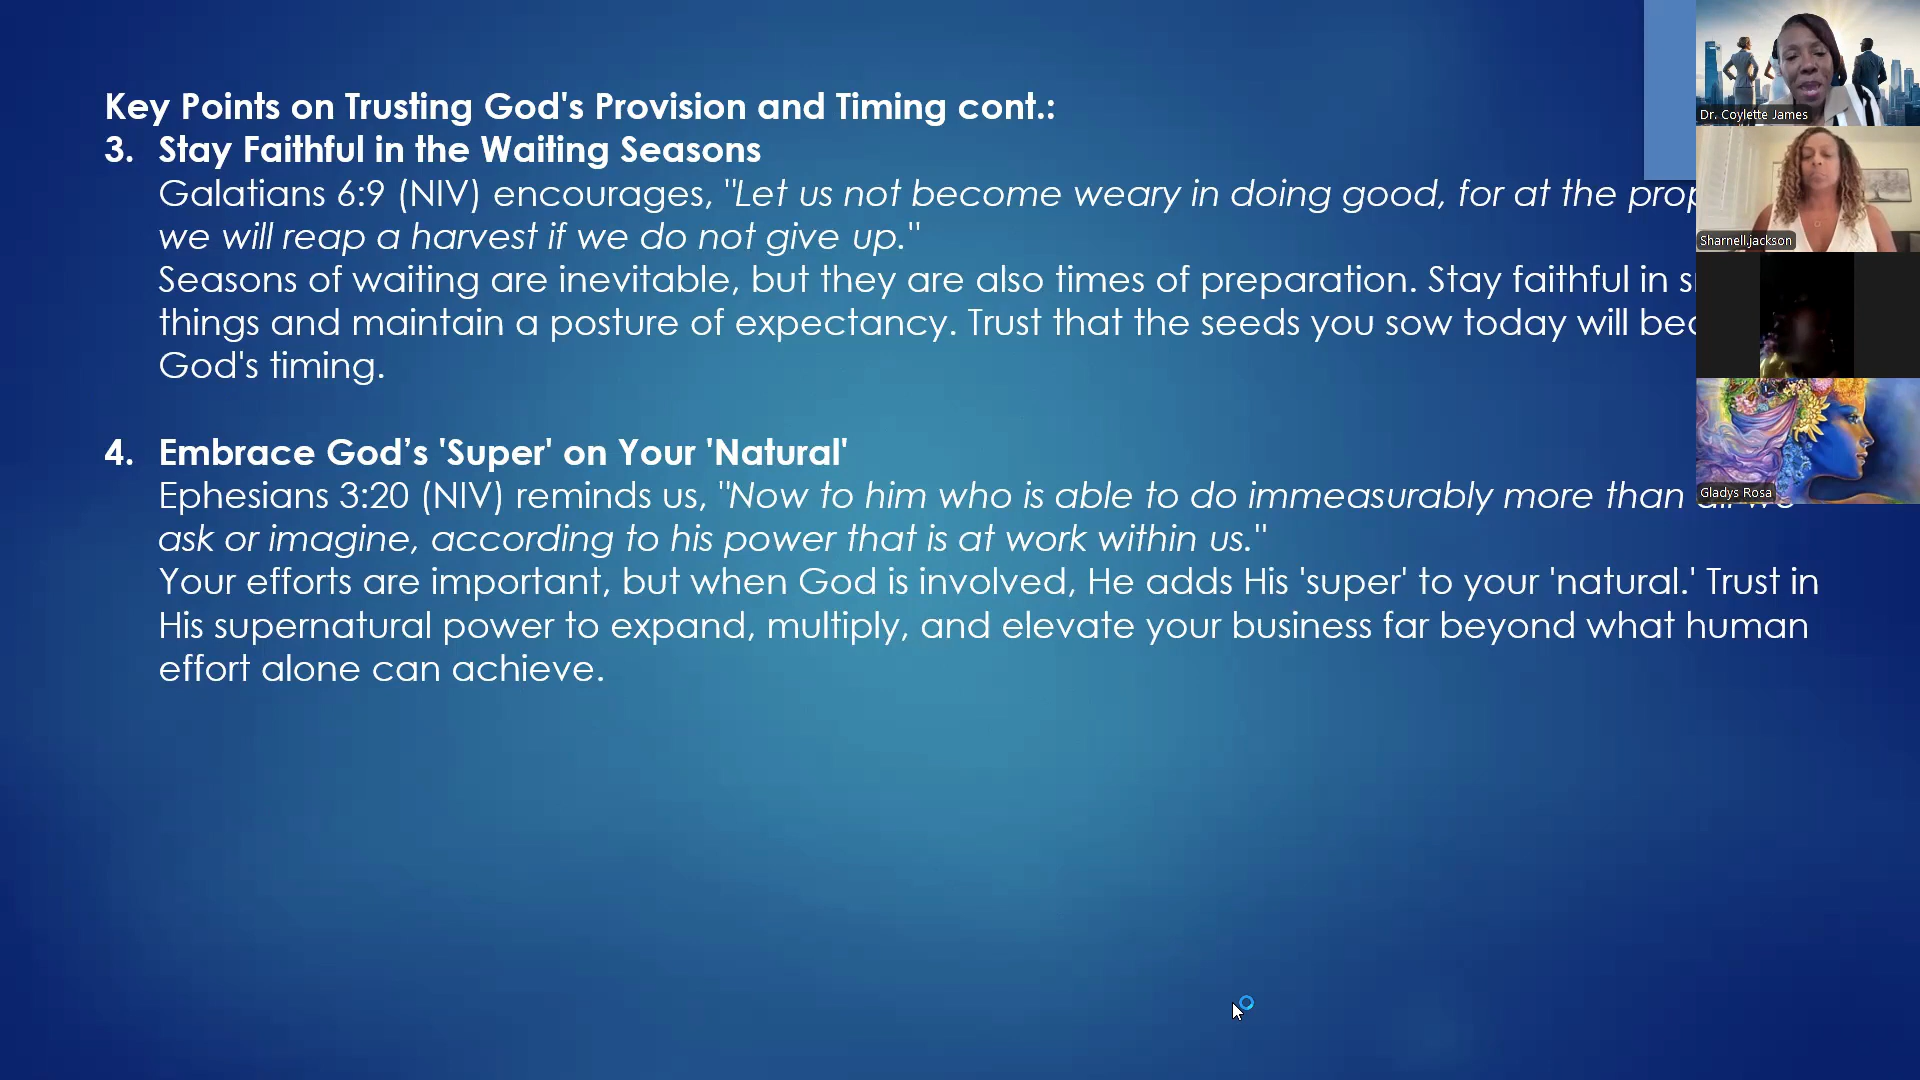 Key Points on Trusting God's Provision and Timing cont.:
3. Stay Faithful in the Waiting Seasons
Galatians 6:9 (NIV) encourages, "Let us not become weary in doing good, for at the
we will reap a harvest if we do not give up."
Seasons of waiting are inevitable, but they are also times of preparation. Stay faithful in
things and maintain a posture of expectancy. Trust that the seeds you sow today will
God's timing.
4. Embrace God’s 'Super' on Your 'Natural'
Ephesians 3:20 (NIV) reminds us, "Now to him who is able to do immeasurably more than all we
ask or imagine, according to his power that is at work within us."
Your efforts are important, but when God is involved, He adds His 'super' to your 'natural.' Trust in
His supernatural power to expand, multiply, and elevate your business far beyond what human
effort alone can achieve.
Dr. Coylette James
Sharnell.jackson
Gladys Rosa